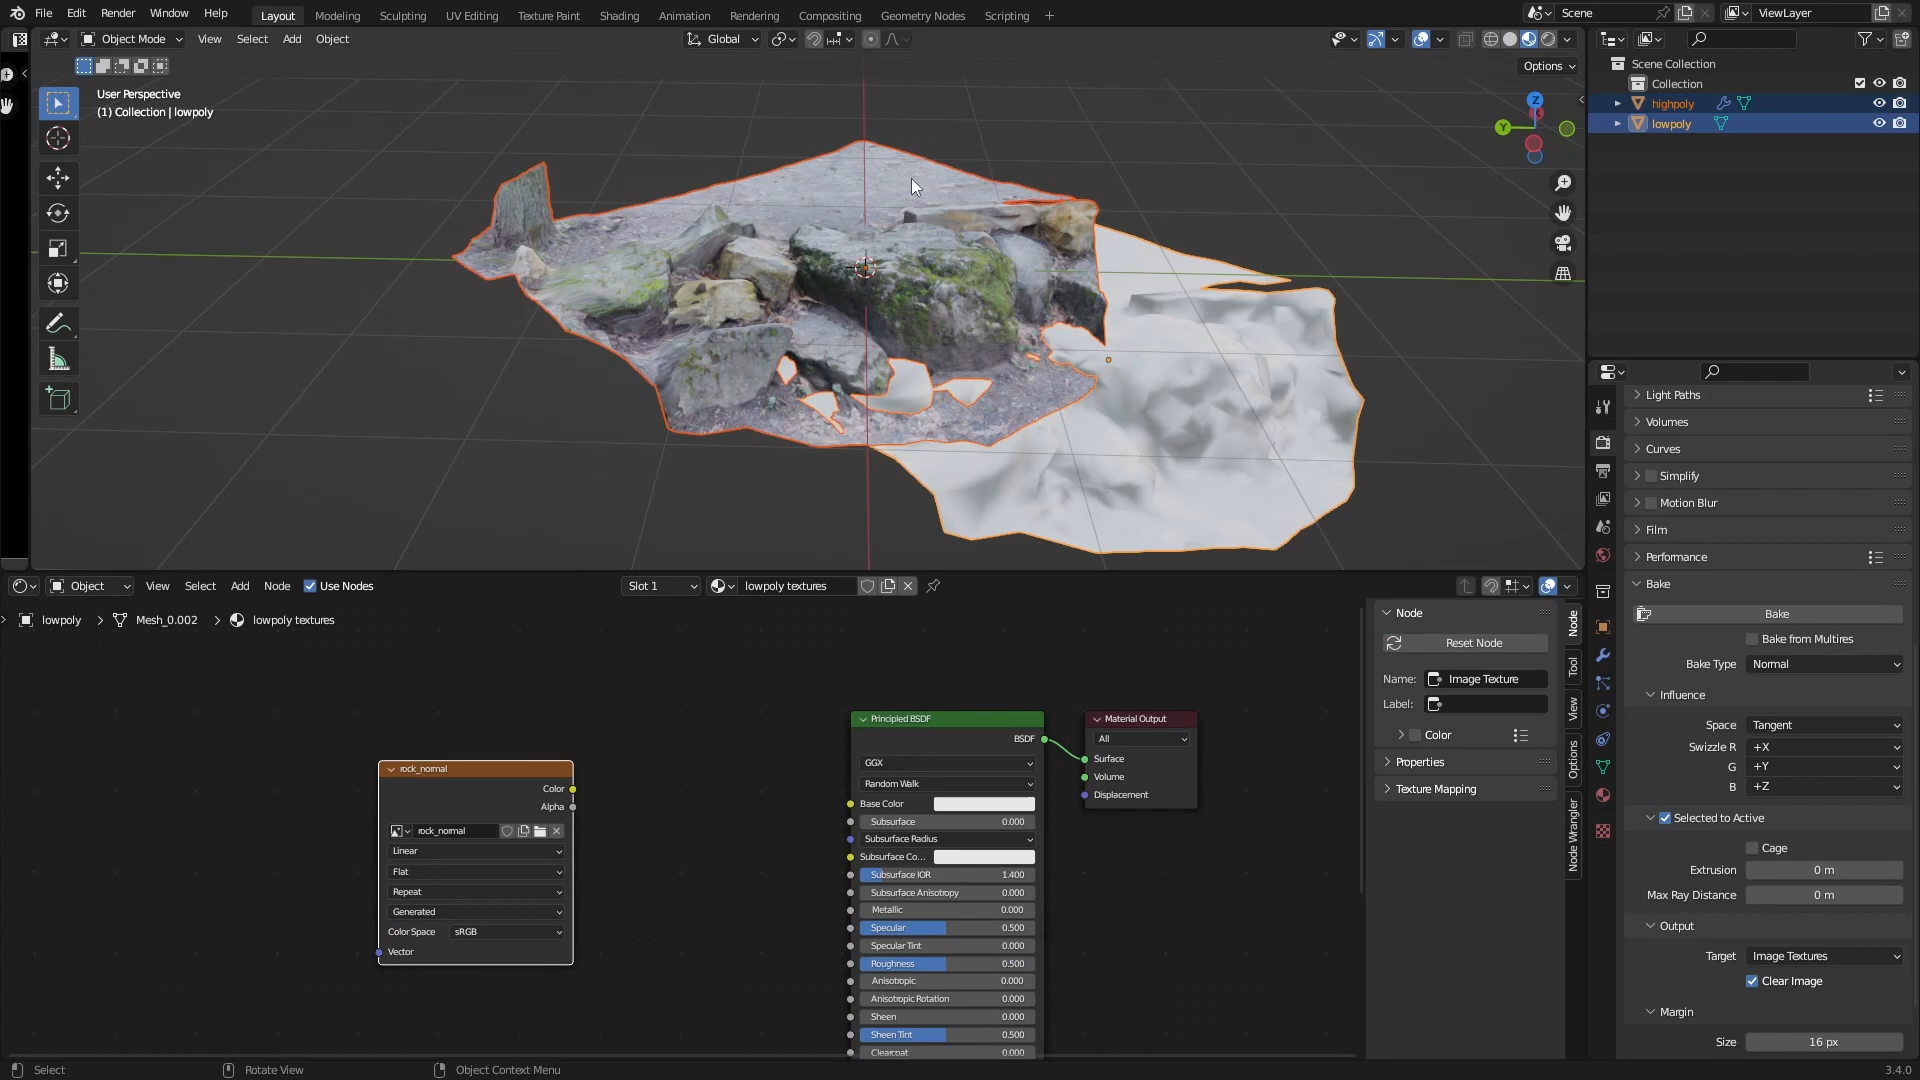 File Edit Render Window Help Layout Modeling Sculpting UV Editing Texture Paint Shading Animation Rendering Compositing Geometry Nodes Scripting + Scene ViewLayer
Object Mode View Select Add Object Global
Options
User Perspective
(1) Collection | lowpoly
Z
Y
Scene Collection
Collection
highpoly
lowpoly
Light Paths
Volumes
Curves
Simplify
Motion Blur
Film
Performance
Bake
Bake
Bake from Multires
Bake Type Normal
Influence
Space Tangent
Swizzle R +X
G +Y
B +Z
Selected to Active
Cage
Extrusion 0 m
Max Ray Distance 0 m
Output
Target Image Textures
Clear Image
Margin
Size 16 px
Object View Select Add Node Use Nodes Slot 1 lowpoly textures
lowpoly > Mesh_0.002 > lowpoly textures
rock_normal
Color
Alpha
rock_normal
Linear
Flat
Repeat
Generated
Color Space sRGB
Vector
Principled BSDF
BSDF
GGX
Random Walk
Base Color
Subsurface 0.000
Subsurface Radius
Subsurface Co...
Subsurface IOR 1.400
Subsurface Anisotropy 0.000
Metallic 0.000
Specular 0.500
Specular Tint 0.000
Roughness 0.500
Anisotropic 0.000
Anisotropic Rotation 0.000
Sheen 0.000
Sheen Tint 0.500
Clearcoat 0.000
Material Output
All
Surface
Volume
Displacement
Node
Reset Node
Name: Image Texture
Label:
Color
Properties
Texture Mapping
Node
Tool
View
Options
Node Wrangler
Select Rotate View Object Context Menu 3.4.0